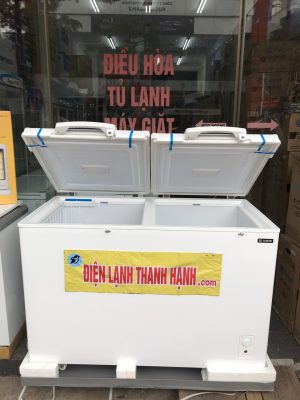 ĐIỀU HÒA
TỦ LẠNH
MÁY GIẶT
ĐIỆN LẠNH THANH HẠNH.com